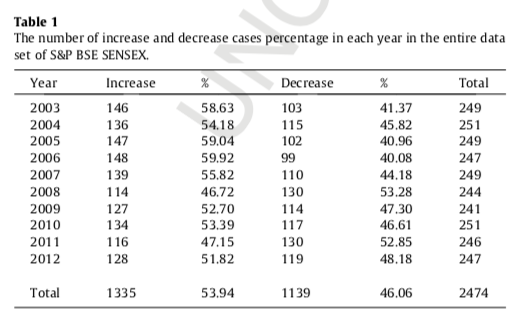 Table 1
The number of increase and decrease cases percentage in each year in the entire data
set of S&P BSE SENSEX.
Year Increase % Decrease % Total
2003 146 58.63 103 41.37 249
2004 136 54.18 115 45.82 251
2005 147 59.04 102 40.96 249
2006 148 59.92 99 40.08 247
2007 139 55.82 110 44.18 249
2008 114 46.72 130 53.28 244
2009 127 52.70 114 47.30 241
2010 134 53.39 117 46.61 251
2011 116 47.15 130 52.85 246
2012 128 51.82 119 48.18 247
Total 1335 53.94 1139 46.06 2474